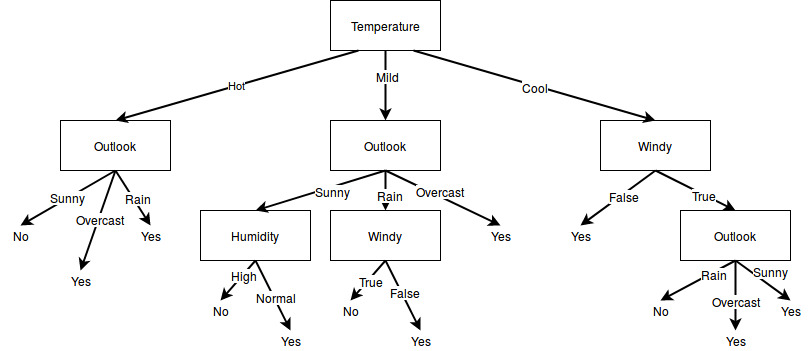 Temperature
Hot
Mild
Cool
Outlook
Outlook
Windy
Sunny
Overcast
Rain
Sunny
Rain
Overcast
False
True
No
Yes
Yes
Humidity
Windy
Yes
Yes
Outlook
High
Normal
True
False
Rain
Overcast
Sunny
No
Yes
No
Yes
No
Yes
Yes